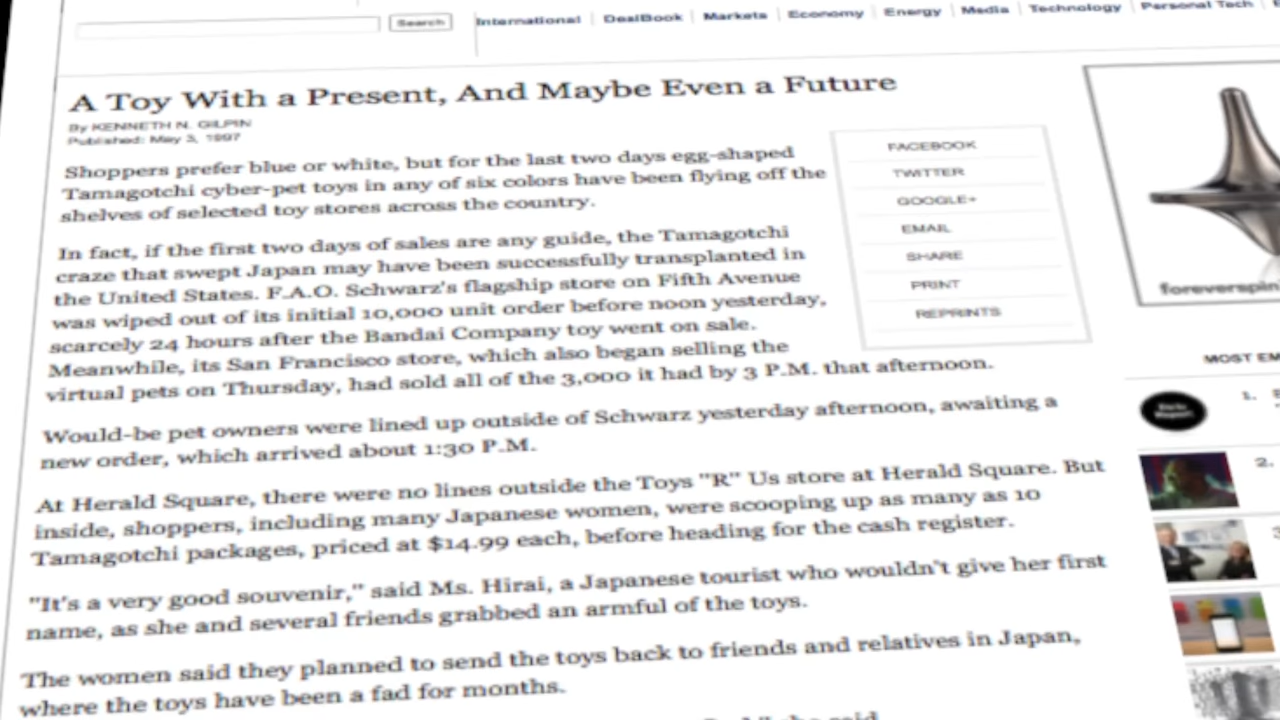 Search
International
DealBook
Markets
Economy
Energy
Media
Technology
Personal Tech
A Toy With a Present, And Maybe Even a Future
By KENNETH N. GILPIN
Published: May 3, 1997
Shoppers prefer blue or white, but for the last two days egg-shaped
Tamagotchi cyber-pet toys in any of six colors have been flying off the
shelves of selected toy stores across the country.
In fact, if the first two days of sales are any guide, the Tamagotchi
craze that swept Japan may have been successfully transplanted in
the United States. F.A.O. Schwarz's flagship store on Fifth Avenue
was wiped out of its initial 10,000 unit order before noon yesterday,
scarcely 24 hours after the Bandai Company toy went on sale.
Meanwhile, its San Francisco store, which also began selling the
virtual pets on Thursday, had sold all of the 3,000 it had by 3 P.M. that afternoon.
Would-be pet owners were lined up outside of Schwarz yesterday afternoon, awaiting a
new order, which arrived about 1:30 P.M.
At Herald Square, there were no lines outside the Toys "R" Us store at Herald Square. But
inside, shoppers, including many Japanese women, were scooping up as many as 10
Tamagotchi packages, priced at $14.99 each, before heading for the cash register.
"It's a very good souvenir," said Ms. Hirai, a Japanese tourist who wouldn't give her first
name, as she and several friends grabbed an armful of the toys.
The women said they planned to send the toys back to friends and relatives in Japan,
where the toys have been a fad for months.
she said
FACEBOOK
TWITTER
GOOGLE+
EMAIL
SHARE
PRINT
REPRINTS
foreverspin
MOST EM
1.
2.